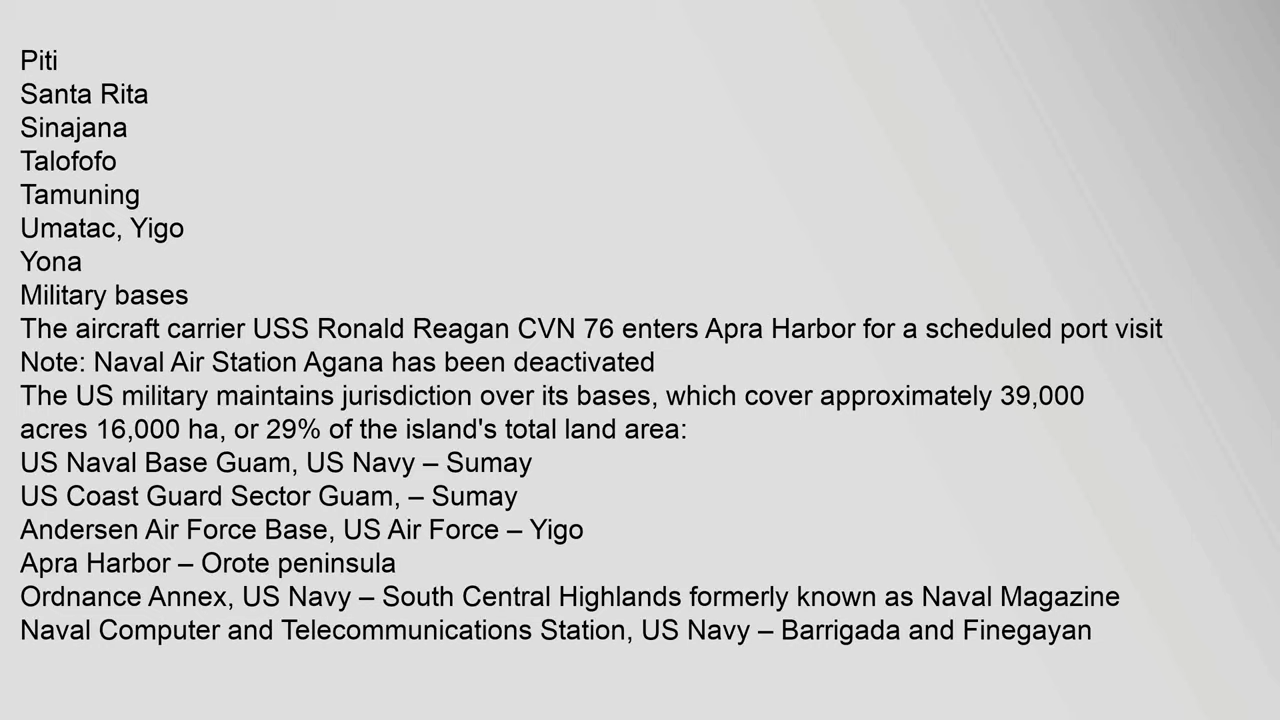 Piti
Santa Rita
Sinajana
Talofofo
Tamuning
Umatac, Yigo
Yona
Military bases
The aircraft carrier USS Ronald Reagan CVN 76 enters Apra Harbor for a scheduled port visit
Note: Naval Air Station Agana has been deactivated
The US military maintains jurisdiction over its bases, which cover approximately 39,000
acres 16,000 ha, or 29% of the island's total land area:
US Naval Base Guam, US Navy – Sumay
US Coast Guard Sector Guam, – Sumay
Andersen Air Force Base, US Air Force – Yigo
Apra Harbor – Orote peninsula
Ordnance Annex, US Navy – South Central Highlands formerly known as Naval Magazine
Naval Computer and Telecommunications Station, US Navy – Barrigada and Finegayan